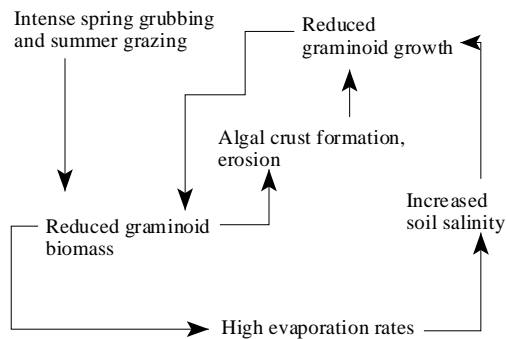 Intense spring grubbing
and summer grazing
Reduced
graminoid growth
Algal crust formation,
erosion
Increased
soil salinity
Reduced graminoid
biomass
High evaporation rates